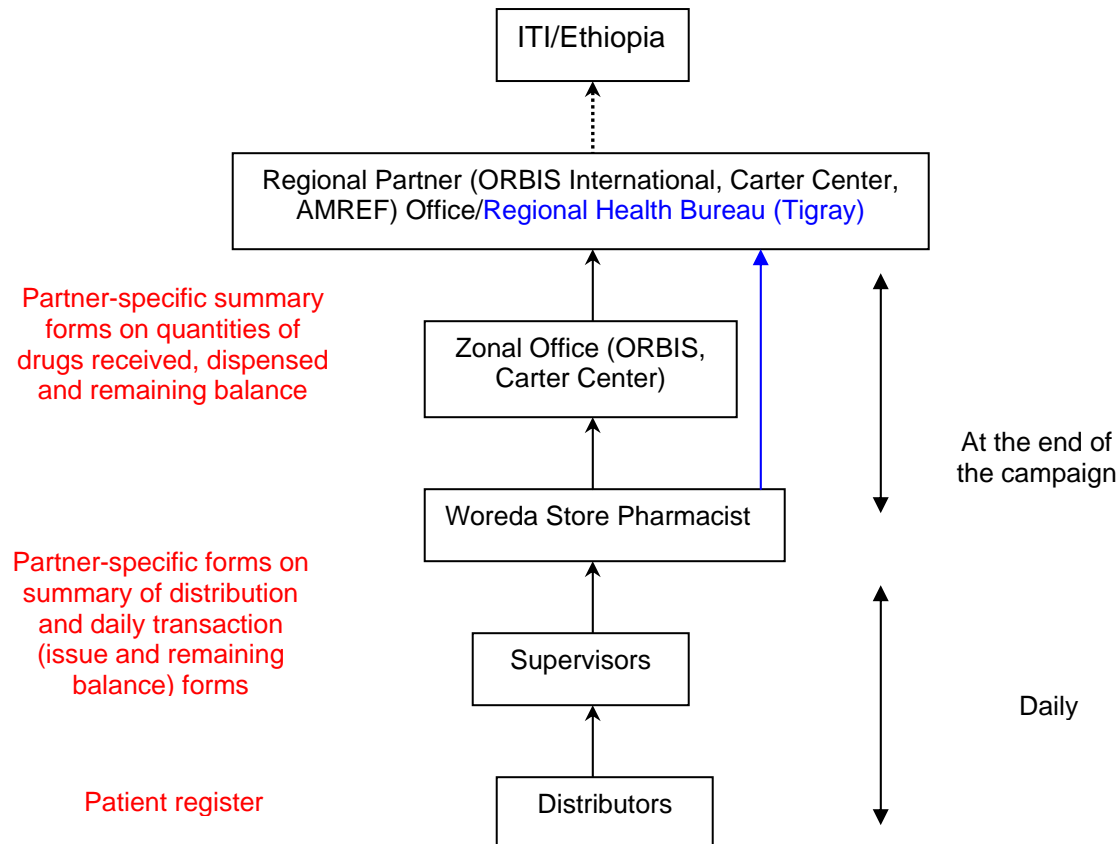 ITI/Ethiopia
Regional Partner (ORBIS International, Carter Center,
AMREF) Office/Regional Health Bureau (Tigray)
Partner-specific summary
forms on quantities of
drugs received, dispensed
and remaining balance
Zonal Office (ORBIS,
Carter Center)
At the end of
the campaign
Woreda Store Pharmacist
Partner-specific forms on
summary of distribution
and daily transaction
(issue and remaining
balance) forms
Supervisors
Daily
Patient register
Distributors